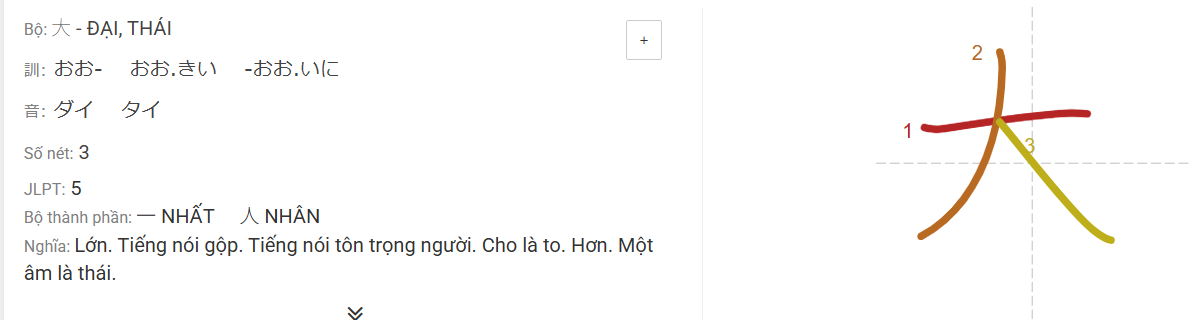 Bộ: 大 - ĐẠI, THÁI
+
訓: おお- おお.きい -おお.いに
音: ダイ タイ
Số nét: 3
JLPT: 5
Bộ thành phần: 一 NHẤT 人 NHÂN
Nghĩa: Lớn. Tiếng nói gộp. Tiếng nói tôn trọng người. Cho là to. Hơn. Một
âm là thái.
大
2
1
3